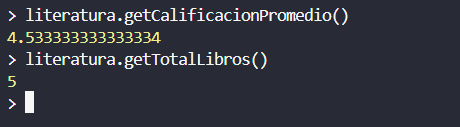 > literatura.getCalificacionPromedio()
4.533333333333334
> literatura.getTotalLibros()
5
>